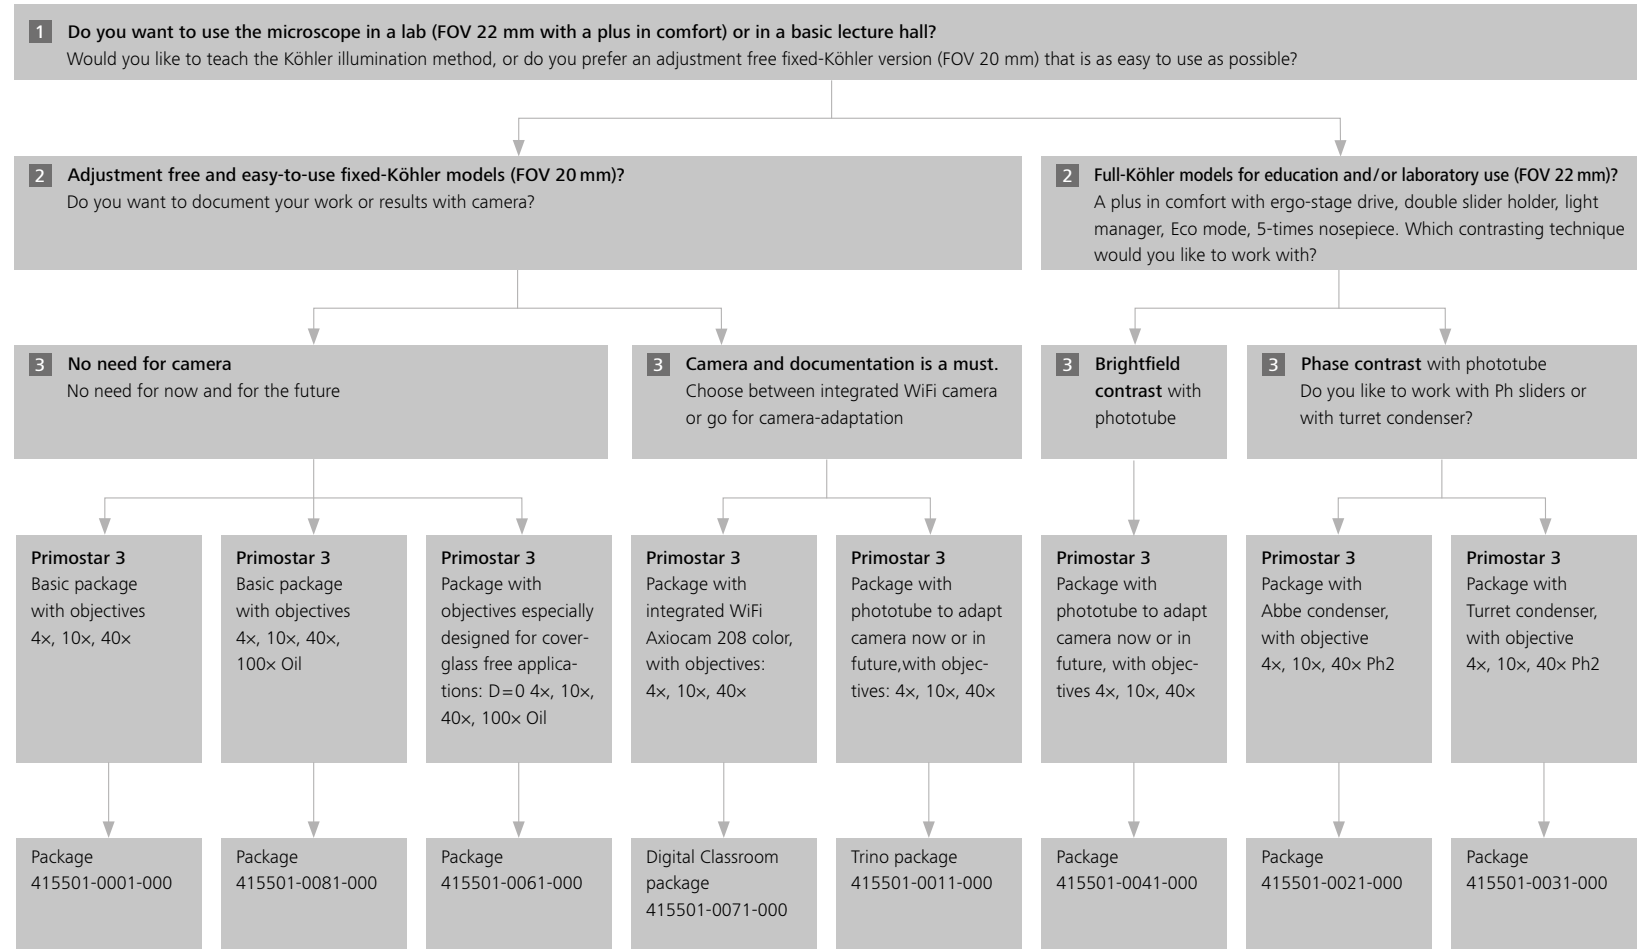 1 Do you want to use the microscope in a lab (FOV 22 mm with a plus in comfort) or in a basic lecture hall?
Would you like to teach the Köhler illumination method, or do you prefer an adjustment free fixed-Köhler version (FOV 20 mm) that is as easy to use as possible?
2 Adjustment free and easy-to-use fixed-Köhler models (FOV 20 mm)?
Do you want to document your work or results with camera?
2 Full-Köhler models for education and/or laboratory use (FOV 22 mm)?
A plus in comfort with ergo-stage drive, double slider holder, light
manager, Eco mode, 5-times nosepiece. Which contrasting technique
would you like to work with?
3 No need for camera
No need for now and for the future
3 Camera and documentation is a must.
Choose between integrated WiFi camera
or go for camera-adaptation
3 Brightfield
contrast with
phototube
3 Phase contrast with phototube
Do you like to work with Ph sliders or
with turret condenser?
Primostar 3
Basic package
with objectives
4×, 10×, 40×
Primostar 3
Basic package
with objectives
4×, 10×, 40×,
100× Oil
Primostar 3
Package with
objectives especially
designed for cover-
glass free applica-
tions: D=0 4×, 10×,
40×, 100× Oil
Primostar 3
Package with
integrated WiFi
Axiocam 208 color,
with objectives:
4×, 10×, 40×
Primostar 3
Package with
phototube to adapt
camera now or in
future,with objec-
tives: 4×, 10×, 40×
Primostar 3
Package with
phototube to adapt
camera now or in
future, with objec-
tives 4×, 10×, 40×
Primostar 3
Package with
Abbe condenser,
with objective
4×, 10×, 40× Ph2
Primostar 3
Package with
Turret condenser,
with objective
4×, 10×, 40× Ph2
Package
415501-0001-000
Package
415501-0081-000
Package
415501-0061-000
Digital Classroom
package
415501-0071-000
Trino package
415501-0011-000
Package
415501-0041-000
Package
415501-0021-000
Package
415501-0031-000